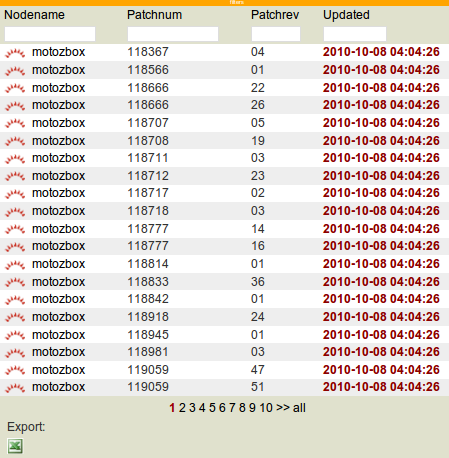 filters
Nodename Patchnum Patchrev Updated
motozbox 118367 04 2010-10-08 04:04:26
motozbox 118566 01 2010-10-08 04:04:26
motozbox 118666 22 2010-10-08 04:04:26
motozbox 118666 26 2010-10-08 04:04:26
motozbox 118707 05 2010-10-08 04:04:26
motozbox 118708 19 2010-10-08 04:04:26
motozbox 118711 03 2010-10-08 04:04:26
motozbox 118712 23 2010-10-08 04:04:26
motozbox 118717 02 2010-10-08 04:04:26
motozbox 118718 03 2010-10-08 04:04:26
motozbox 118777 14 2010-10-08 04:04:26
motozbox 118777 16 2010-10-08 04:04:26
motozbox 118814 01 2010-10-08 04:04:26
motozbox 118833 36 2010-10-08 04:04:26
motozbox 118842 01 2010-10-08 04:04:26
motozbox 118918 24 2010-10-08 04:04:26
motozbox 118945 01 2010-10-08 04:04:26
motozbox 118981 03 2010-10-08 04:04:26
motozbox 119059 47 2010-10-08 04:04:26
motozbox 119059 51 2010-10-08 04:04:26
1 2 3 4 5 6 7 8 9 10 >> all
Export: